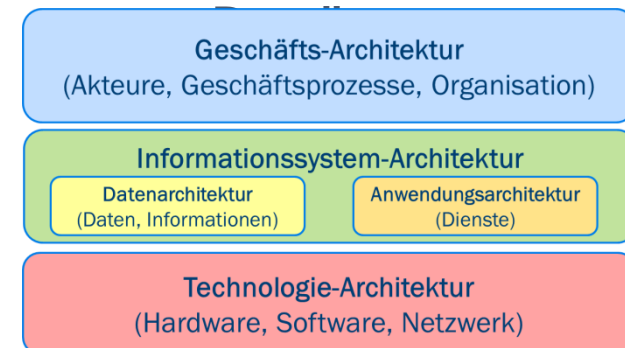 Geschäfts-Architektur
(Akteure, Geschäftsprozesse, Organisation)
Informationssystem-Architektur
Datenarchitektur
(Daten, Informationen)
Anwendungsarchitektur
(Dienste)
Technologie-Architektur
(Hardware, Software, Netzwerk)